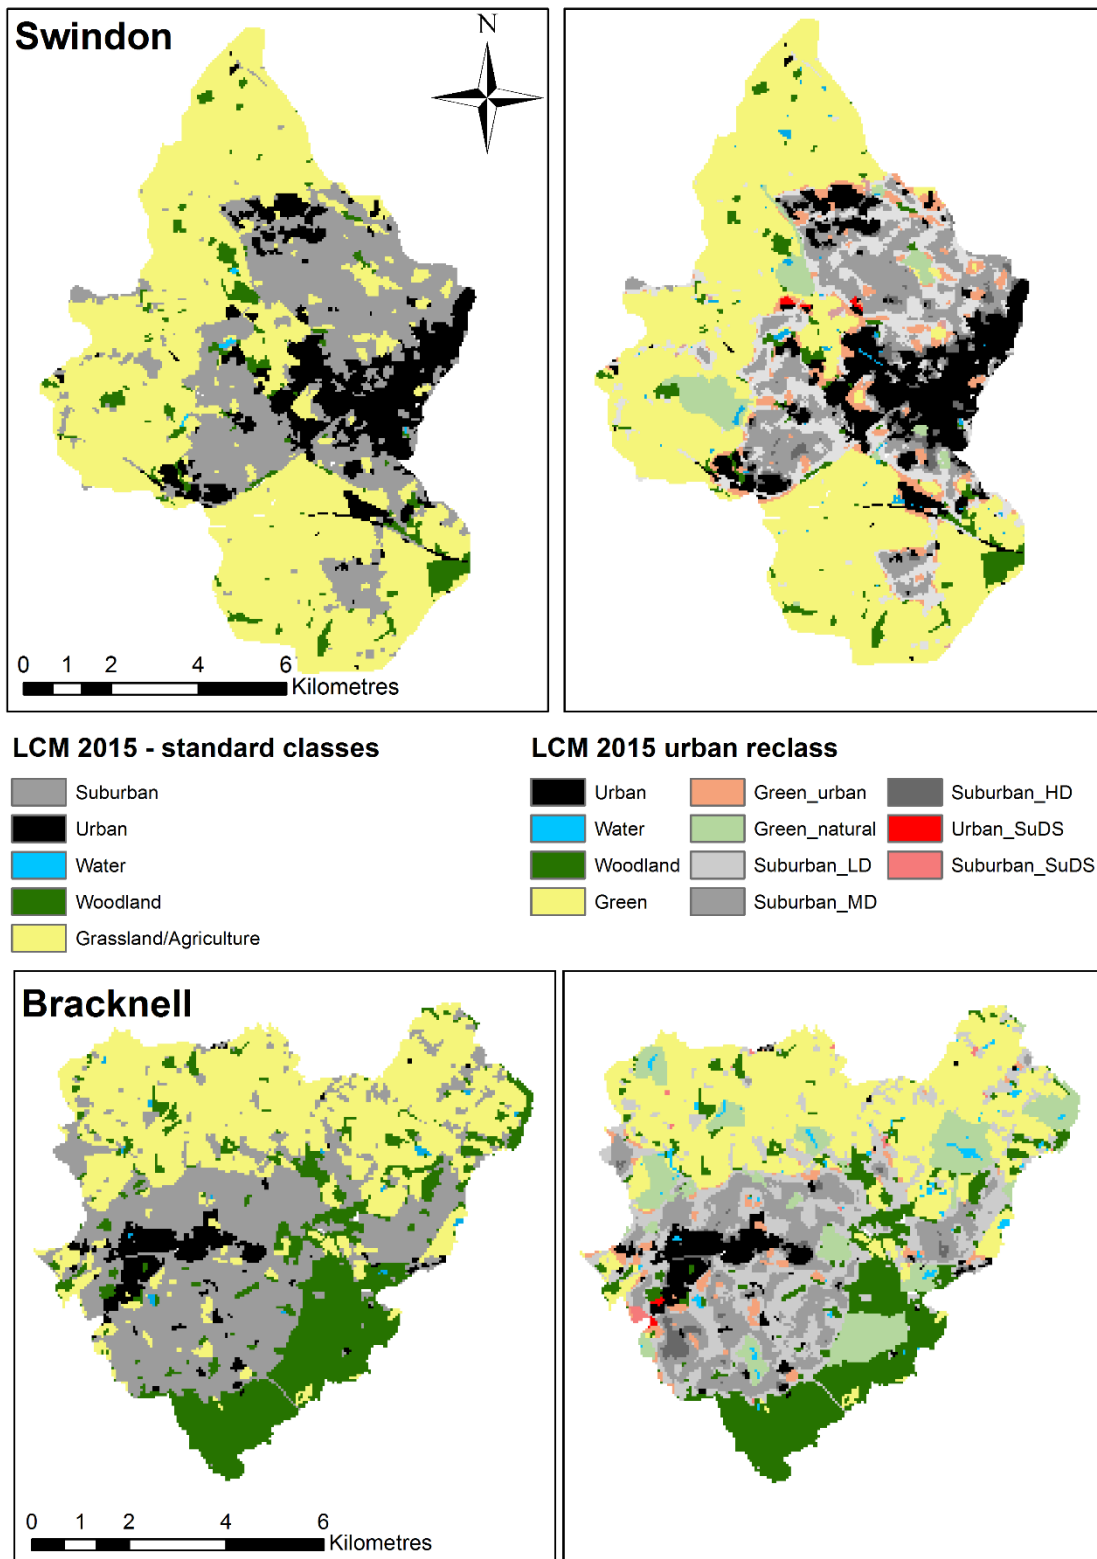 Swindon
N
0 1 2 4 6
Kilometres
LCM 2015 - standard classes
Suburban
Urban
Water
Woodland
Grassland/Agriculture
LCM 2015 urban reclass
Urban Green_urban Suburban_HD
Water Green_natural Urban_SuDS
Woodland Suburban_LD Suburban_SuDS
Green Suburban_MD
Bracknell
0 1 2 4 6
Kilometres